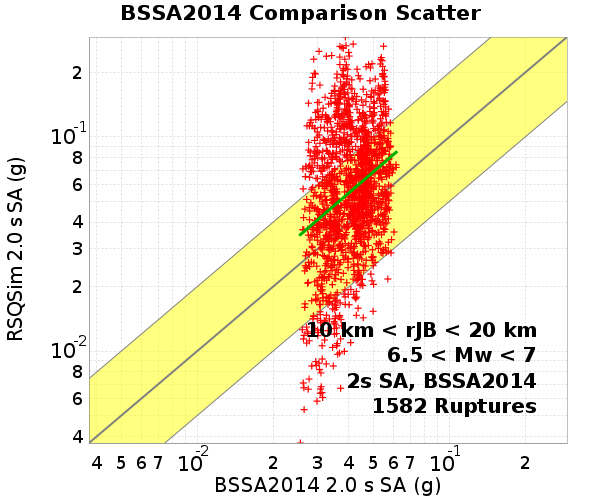 BSSA2014 Comparison Scatter
RSQSim 2.0 s SA (g)
2
10-1
8
6
4
3
2
10-2
8
6
4
10 km < rJB < 20 km
6.5 < Mw < 7
2s SA, BSSA2014
1582 Ruptures
4 5 6 7 10-2 2 3 4 5 6 7 10-1 2
BSSA2014 2.0 s SA (g)